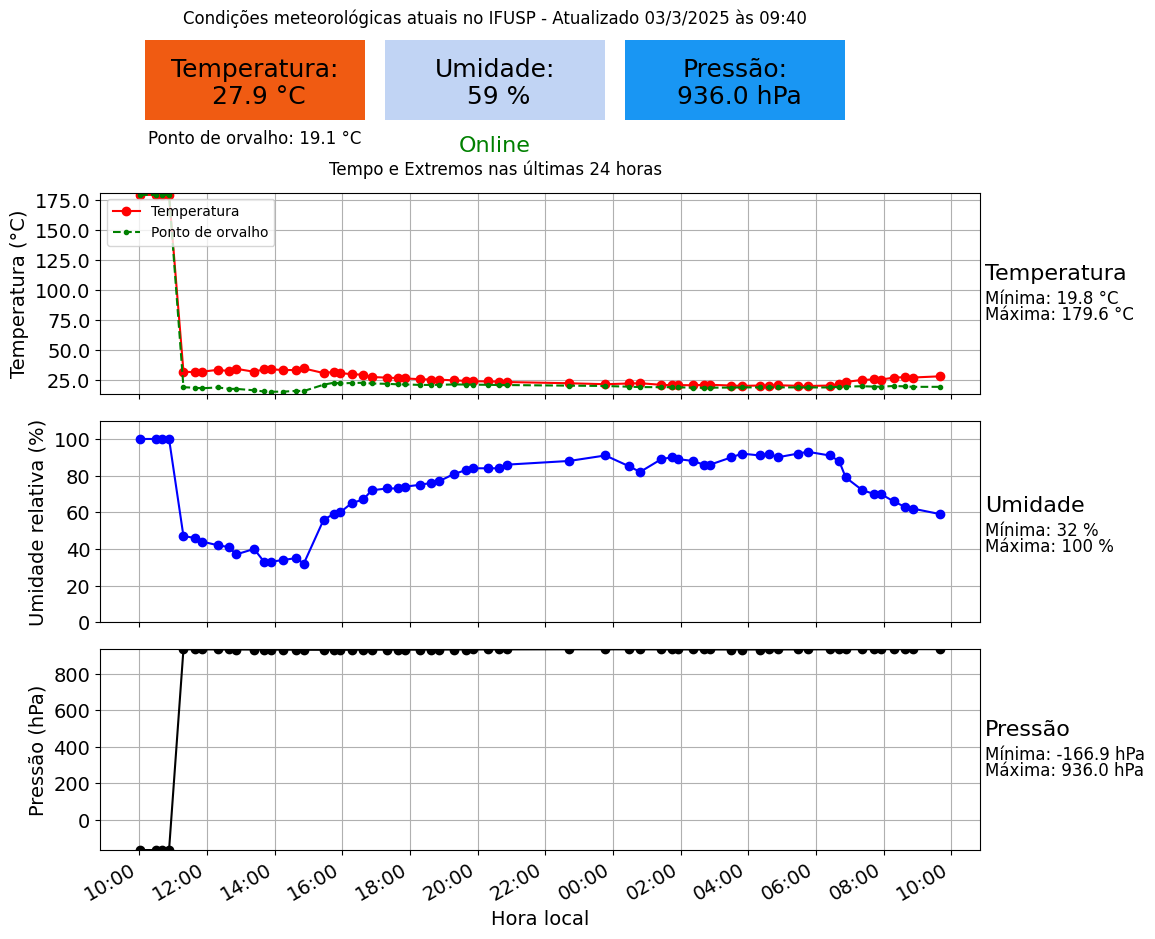 Condições meteorológicas atuais no IFUSP - Atualizado 03/3/2025 às 09:40
Temperatura:
27.9 °C
Umidade:
59 %
Pressão:
936.0 hPa
Ponto de orvalho: 19.1 °C
Online
Tempo e Extremos nas últimas 24 horas
Temperatura (°C)
175.0
150.0
125.0
100.0
75.0
50.0
25.0
Temperatura
Ponto de orvalho
Temperatura
Mínima: 19.8 °C
Máxima: 179.6 °C
Umidade relativa (%)
100
80
60
40
20
0
Umidade
Mínima: 32 %
Máxima: 100 %
Pressão (hPa)
800
600
400
200
0
Pressão
Mínima: -166.9 hPa
Máxima: 936.0 hPa
10:00 12:00 14:00 16:00 18:00 20:00 22:00 00:00 02:00 04:00 06:00 08:00 10:00
Hora local